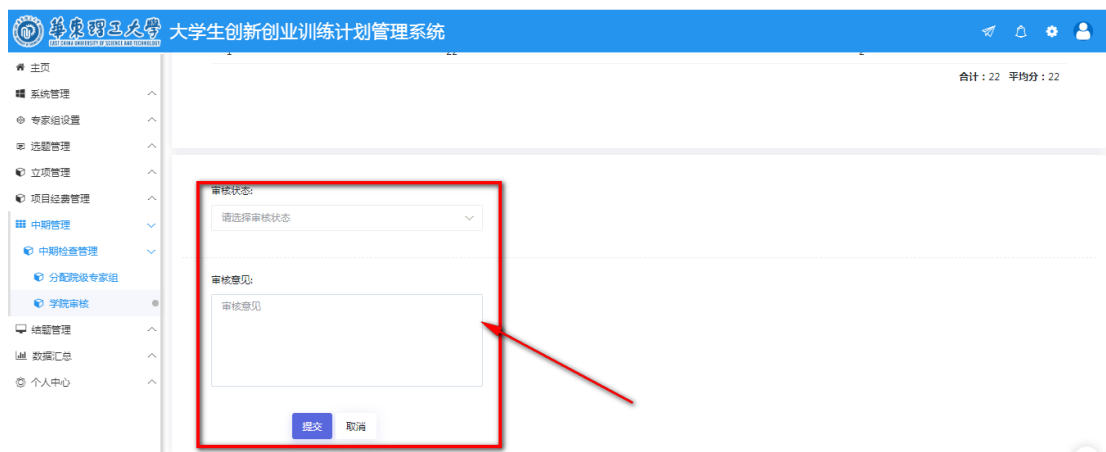 華東理工大學 大学生创新创业训练计划管理系统
EAST CHINA UNIVERSITY OF SCIENCE AND TECHNOLOGY
主页
系统管理
专家组设置
选题管理
立项管理
项目经费管理
中期管理
中期检查管理
分配院级专家组
学院审核
结题管理
数据汇总
个人中心
1 22 2
合计：22 平均分：22
审核状态:
请选择审核状态
审核意见:
审核意见
提交 取消